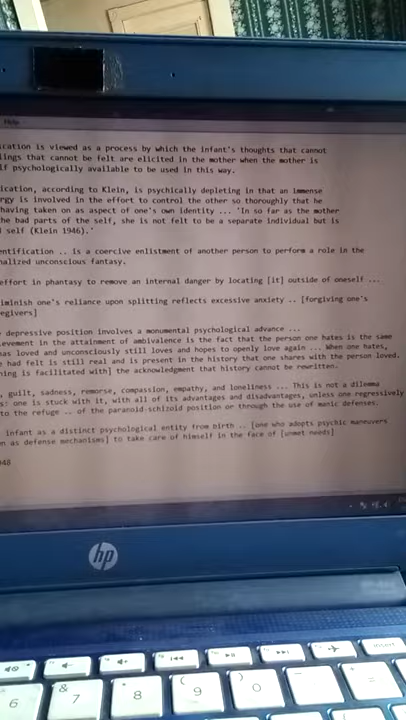 Help
ication is viewed as a process by which the infant's thoughts that cannot
lings that cannot be felt are elicited in the mother when the mother is
lf psychologically available to be used in this way.
ication, according to Klein, is psychically depleting in that an immense
rgy is involved in the effort to control the other so thoroughly he
having taken on as aspect of one's own identity ... 'In so far as the mother
the bad parts of the self, she is not felt to be a separate individual but is
d self (Klein 1946).'
entification .. is a coercive enlistment of another person to perform a role in the
nalized unconscious fantasy.
effort in phantasy to remove an internal danger by locating [it] outside of oneself ...
iminish one's reliance upon splitting reflects excessive anxiety .. [forgiving one's
egivers]
depressive position involves a monumental psychological advance ...
evement in the attainment of ambivalence is the fact that the person one hates is the same
has loved and unconsciously still loves and hopes to openly love again ... When one hates,
e had felt is still real and is present in the history that one shares with the person loved.
ning is facilitated with] the acknowledgment that history cannot be rewritten.
, guilt, sadness, remorse, compassion, empathy, and loneliness ... This is not a dilemma
s: one is stuck with it, with all of its advantages and disadvantages, unless one regressively
to the refuge .. of the paranoid-schizoid position or through the use of manic defenses.
infant as a distinct psychological entity from birth .. [one who adopts psychic maneuvers
n as defense mechanisms] to take care of himself in the face of [unmet needs]
948
hp
insert
6 & 7 * 8 ( 9 ) 0 - + =